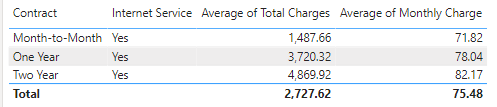 Contract Internet Service Average of Total Charges Average of Monthly Charge
Month-to-Month Yes 1,487.66 71.82
One Year Yes 3,720.32 78.04
Two Year Yes 4,869.92 82.17
Total 2,727.62 75.48